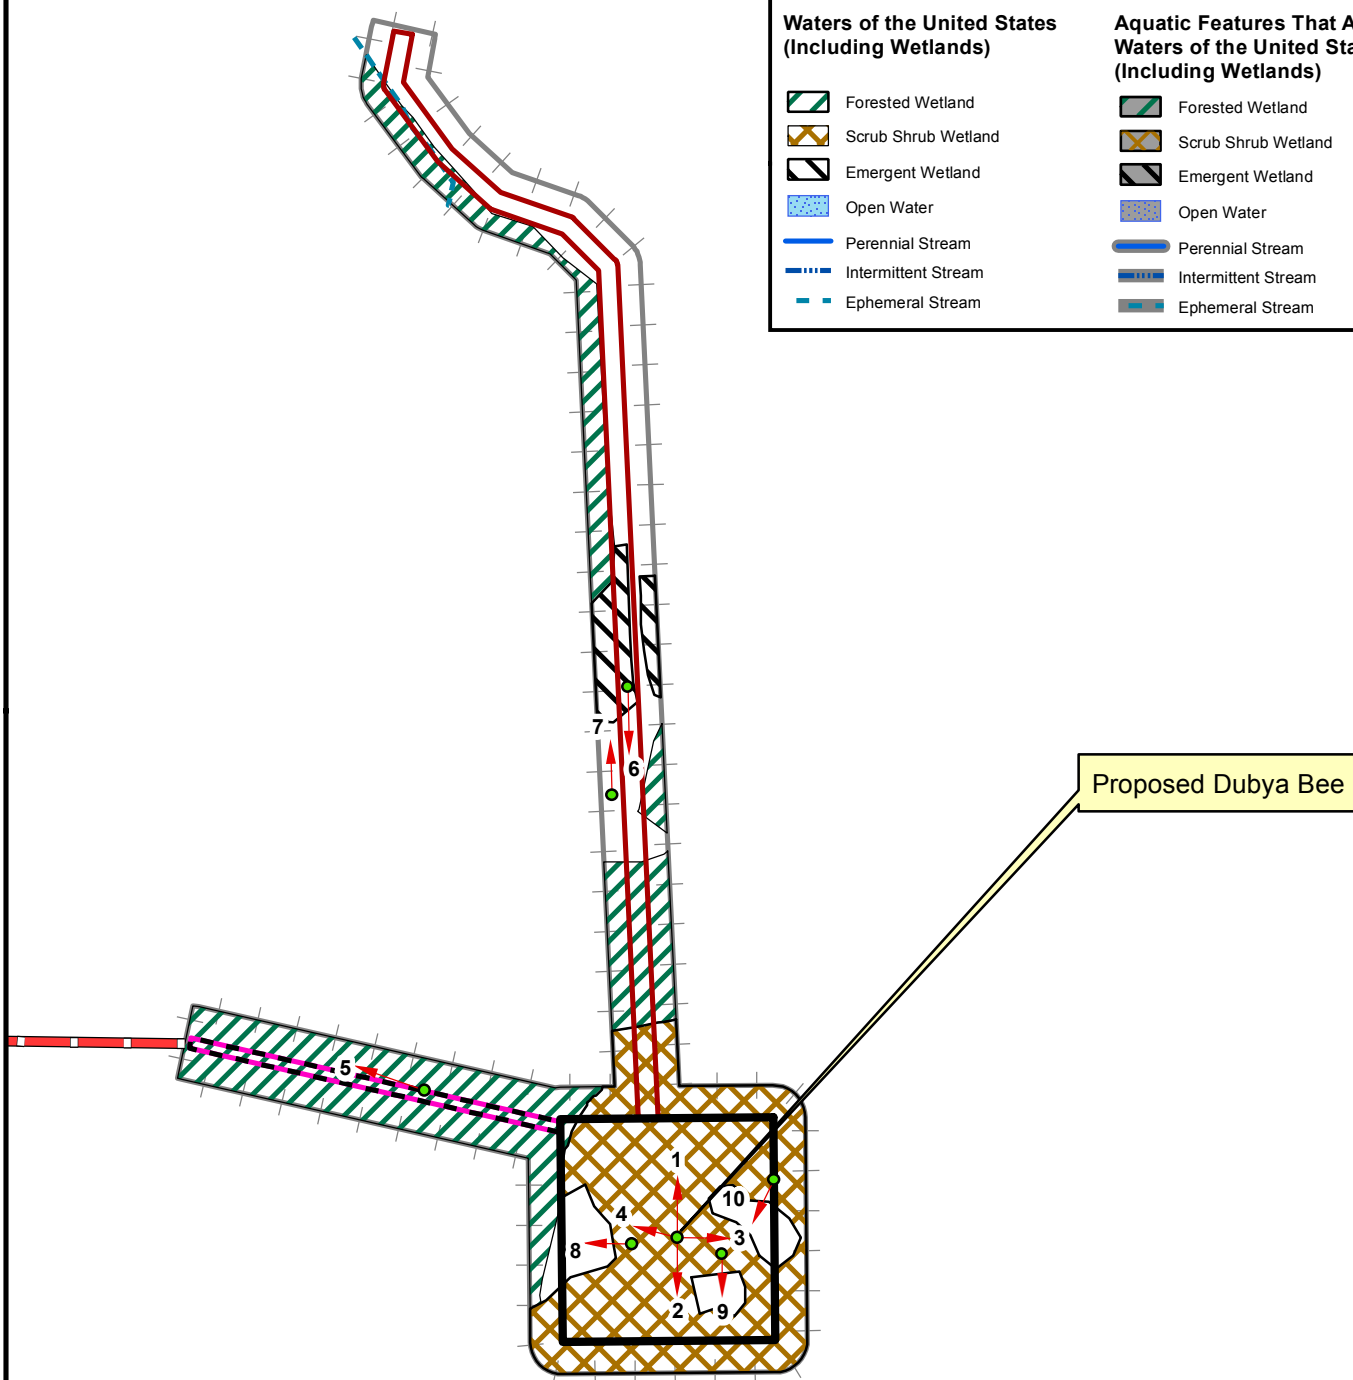 Waters of the United States
(Including Wetlands)
Forested Wetland
Scrub Shrub Wetland
Emergent Wetland
Open Water
Perennial Stream
Intermittent Stream
Ephemeral Stream
Aquatic Features That A
Waters of the United Sta
(Including Wetlands)
Forested Wetland
Scrub Shrub Wetland
Emergent Wetland
Open Water
Perennial Stream
Intermittent Stream
Ephemeral Stream
7
6
Proposed Dubya Bee
5
1
10
4
3
8
2
9